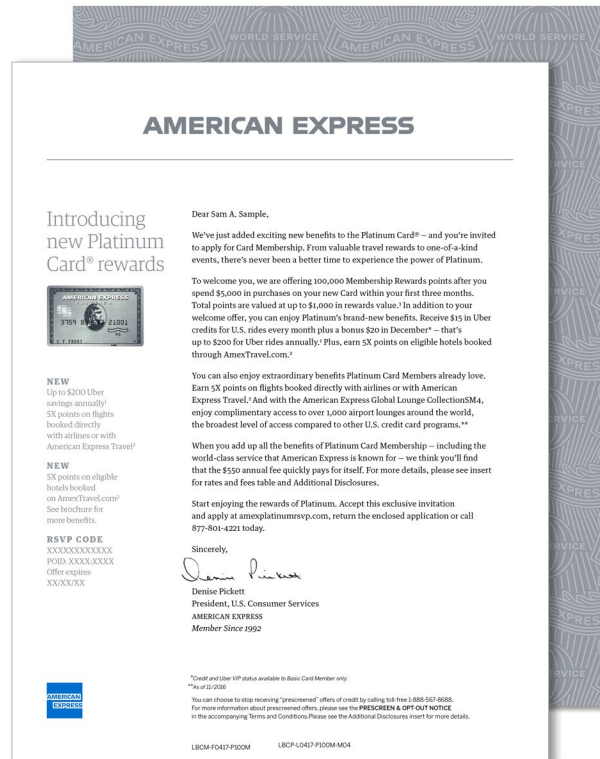 AMERICAN EXPRESS
WORLD SERVICE
AMERICAN EXPRESS
WORLD SERVICE
AMERICAN EXPRESS
Introducing
new Platinum
Card® rewards
AMERICAN EXPRESS
3759
21001
C F FROST
NEW
Up to $200 Uber
savings annually¹
5X points on flights
booked directly
with airlines or with
American Express Travel²
NEW
5X points on eligible
hotels booked
on AmexTravel.com²
See brochure for
more benefits.
RSVP CODE
XXXXXXXXXXXX
POID: XXXX:XXXX
Offer expires
XX/XX/XX
Dear Sam A. Sample,
We've just added exciting new benefits to the Platinum Card® – and you're invited
to apply for Card Membership. From valuable travel rewards to one-of-a-kind
events, there's never been a better time to experience the power of Platinum.
To welcome you, we are offering 100,000 Membership Rewards points after you
spend $5,000 in purchases on your new Card within your first three months.
Total points are valued at up to $1,000 in rewards value.³ In addition to your
welcome offer, you can enjoy Platinum's brand-new benefits. Receive $15 in Uber
credits for U.S. rides every month plus a bonus $20 in December* – that's
up to $200 for Uber rides annually.¹ Plus, earn 5X points on eligible hotels booked
through AmexTravel.com.²
You can also enjoy extraordinary benefits Platinum Card Members already love.
Earn 5X points on flights booked directly with airlines or with American
Express Travel.² And with the American Express Global Lounge CollectionSM4,
enjoy complimentary access to over 1,000 airport lounges around the world,
the broadest level of access compared to other U.S. credit card programs.**
When you add up all the benefits of Platinum Card Membership – including the
world-class service that American Express is known for – we think you'll find
that the $550 annual fee quickly pays for itself. For more details, please see insert
for rates and fees table and Additional Disclosures.
Start enjoying the rewards of Platinum. Accept this exclusive invitation
and apply at amexplatinumrsvp.com, return the enclosed application or call
877-801-4221 today.
Sincerely,
Denise Pickett
Denise Pickett
President, U.S. Consumer Services
AMERICAN EXPRESS
Member Since 1992
AMERICAN
EXPRESS
*Credit and Uber VIP status available to Basic Card Member only.
**As of 11/2016
You can choose to stop receiving "prescreened" offers of credit by calling toll-free 1-888-567-8688.
For more information about prescreened offers, please see the PRESCREEN & OPT-OUT NOTICE
in the accompanying Terms and Conditions.Please see the Additional Disclosures insert for more details.
LBCM-F0417-P100M LBCP-L0417-P100M-MO4